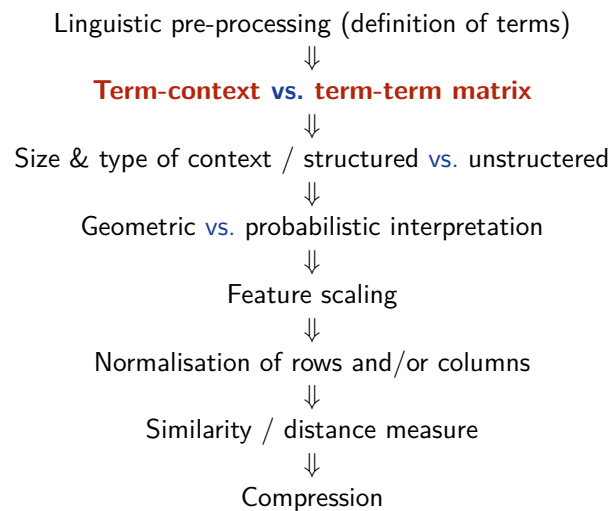 Linguistic pre-processing (definition of terms)
⇓
Term-context vs. term-term matrix
⇓
Size & type of context / structured vs. unstructered
⇓
Geometric vs. probabilistic interpretation
⇓
Feature scaling
⇓
Normalisation of rows and/or columns
⇓
Similarity / distance measure
⇓
Compression